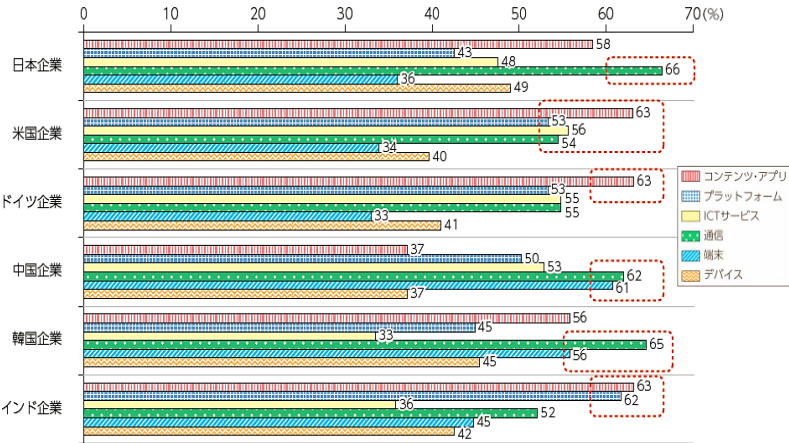 0 10 20 30 40 50 60 70(%)
日本企業
58
43
48
66
36
49
米国企業
63
53
56
54
34
40
ドイツ企業
63
53
55
55
33
41
中国企業
37
50
53
62
61
37
韓国企業
56
45
33
65
56
45
インド企業
63
62
36
52
45
42
コンテンツ・アプリ
プラットフォーム
ICTサービス
通信
端末
デバイス